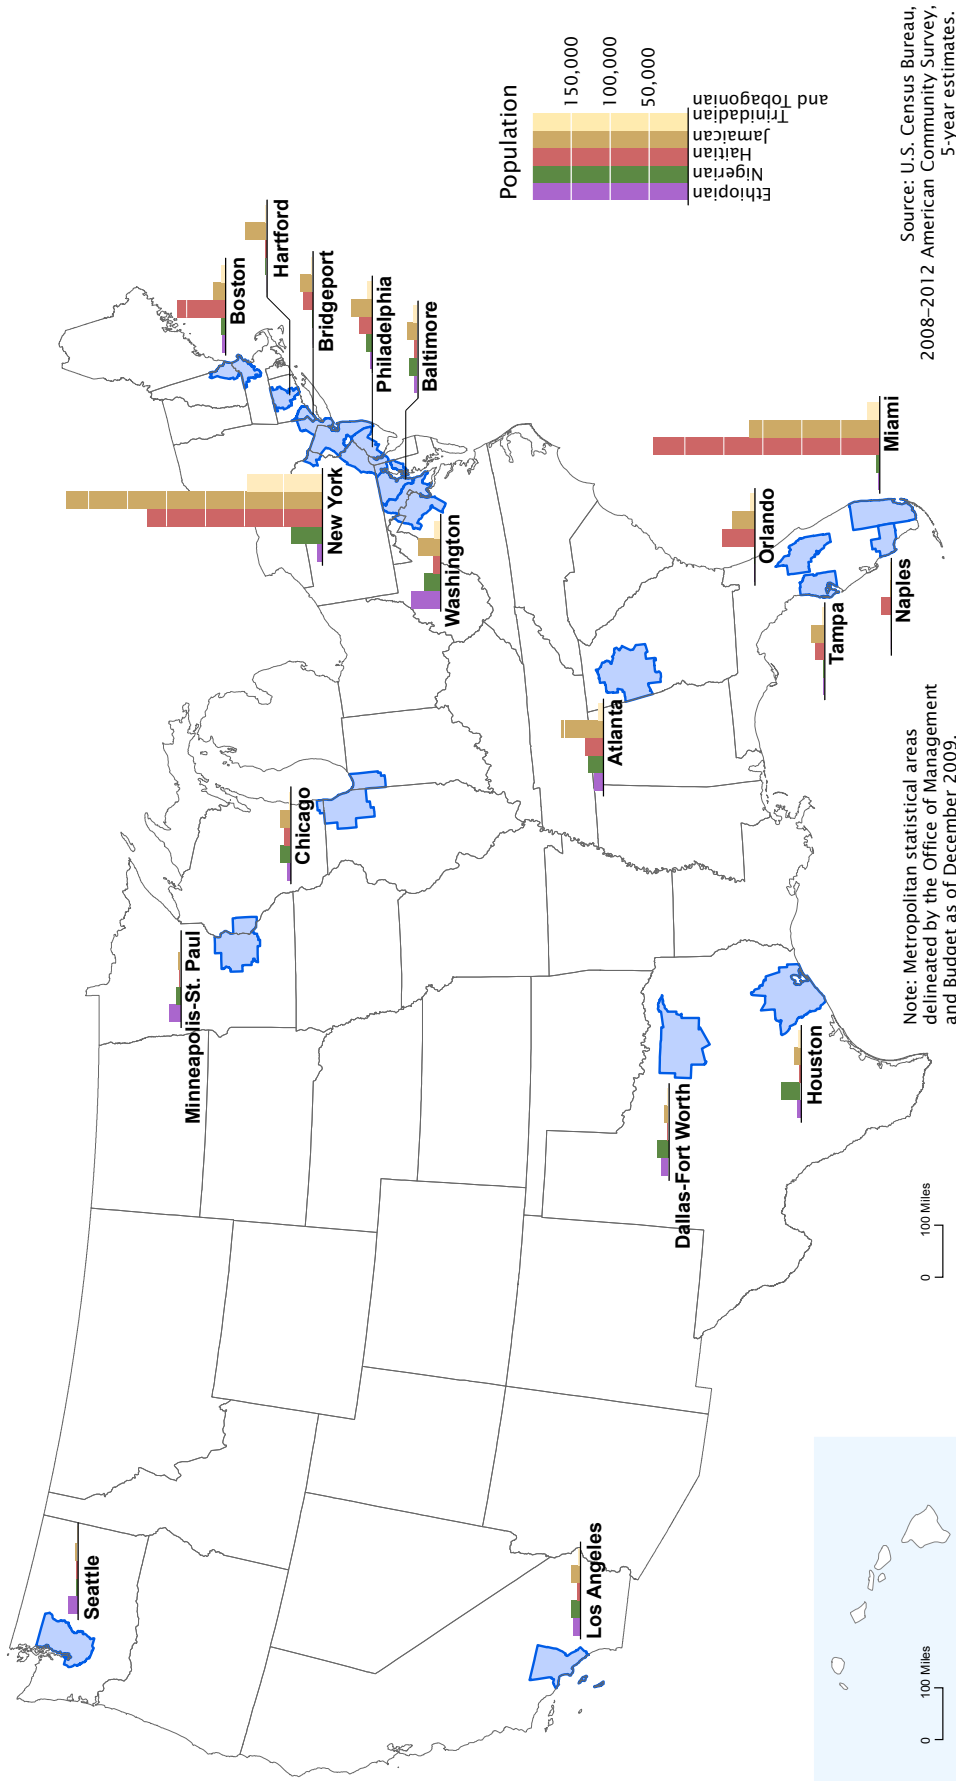 Population
150,000
100,000
50,000
Ethiopian
Nigerian
Haitian
Jamaican
Trinidadian
and Tobagonian
Seattle
Minneapolis-St. Paul
Chicago
New York
Boston
Hartford
Bridgeport
Philadelphia
Baltimore
Washington
Los Angeles
Dallas-Fort Worth
Houston
Atlanta
Orlando
Tampa
Naples
Miami
0 100 Miles
0 100 Miles
Note: Metropolitan statistical areas
delineated by the Office of Management
and Budget as of December 2009.
Source: U.S. Census Bureau,
2008–2012 American Community Survey,
5-year estimates.